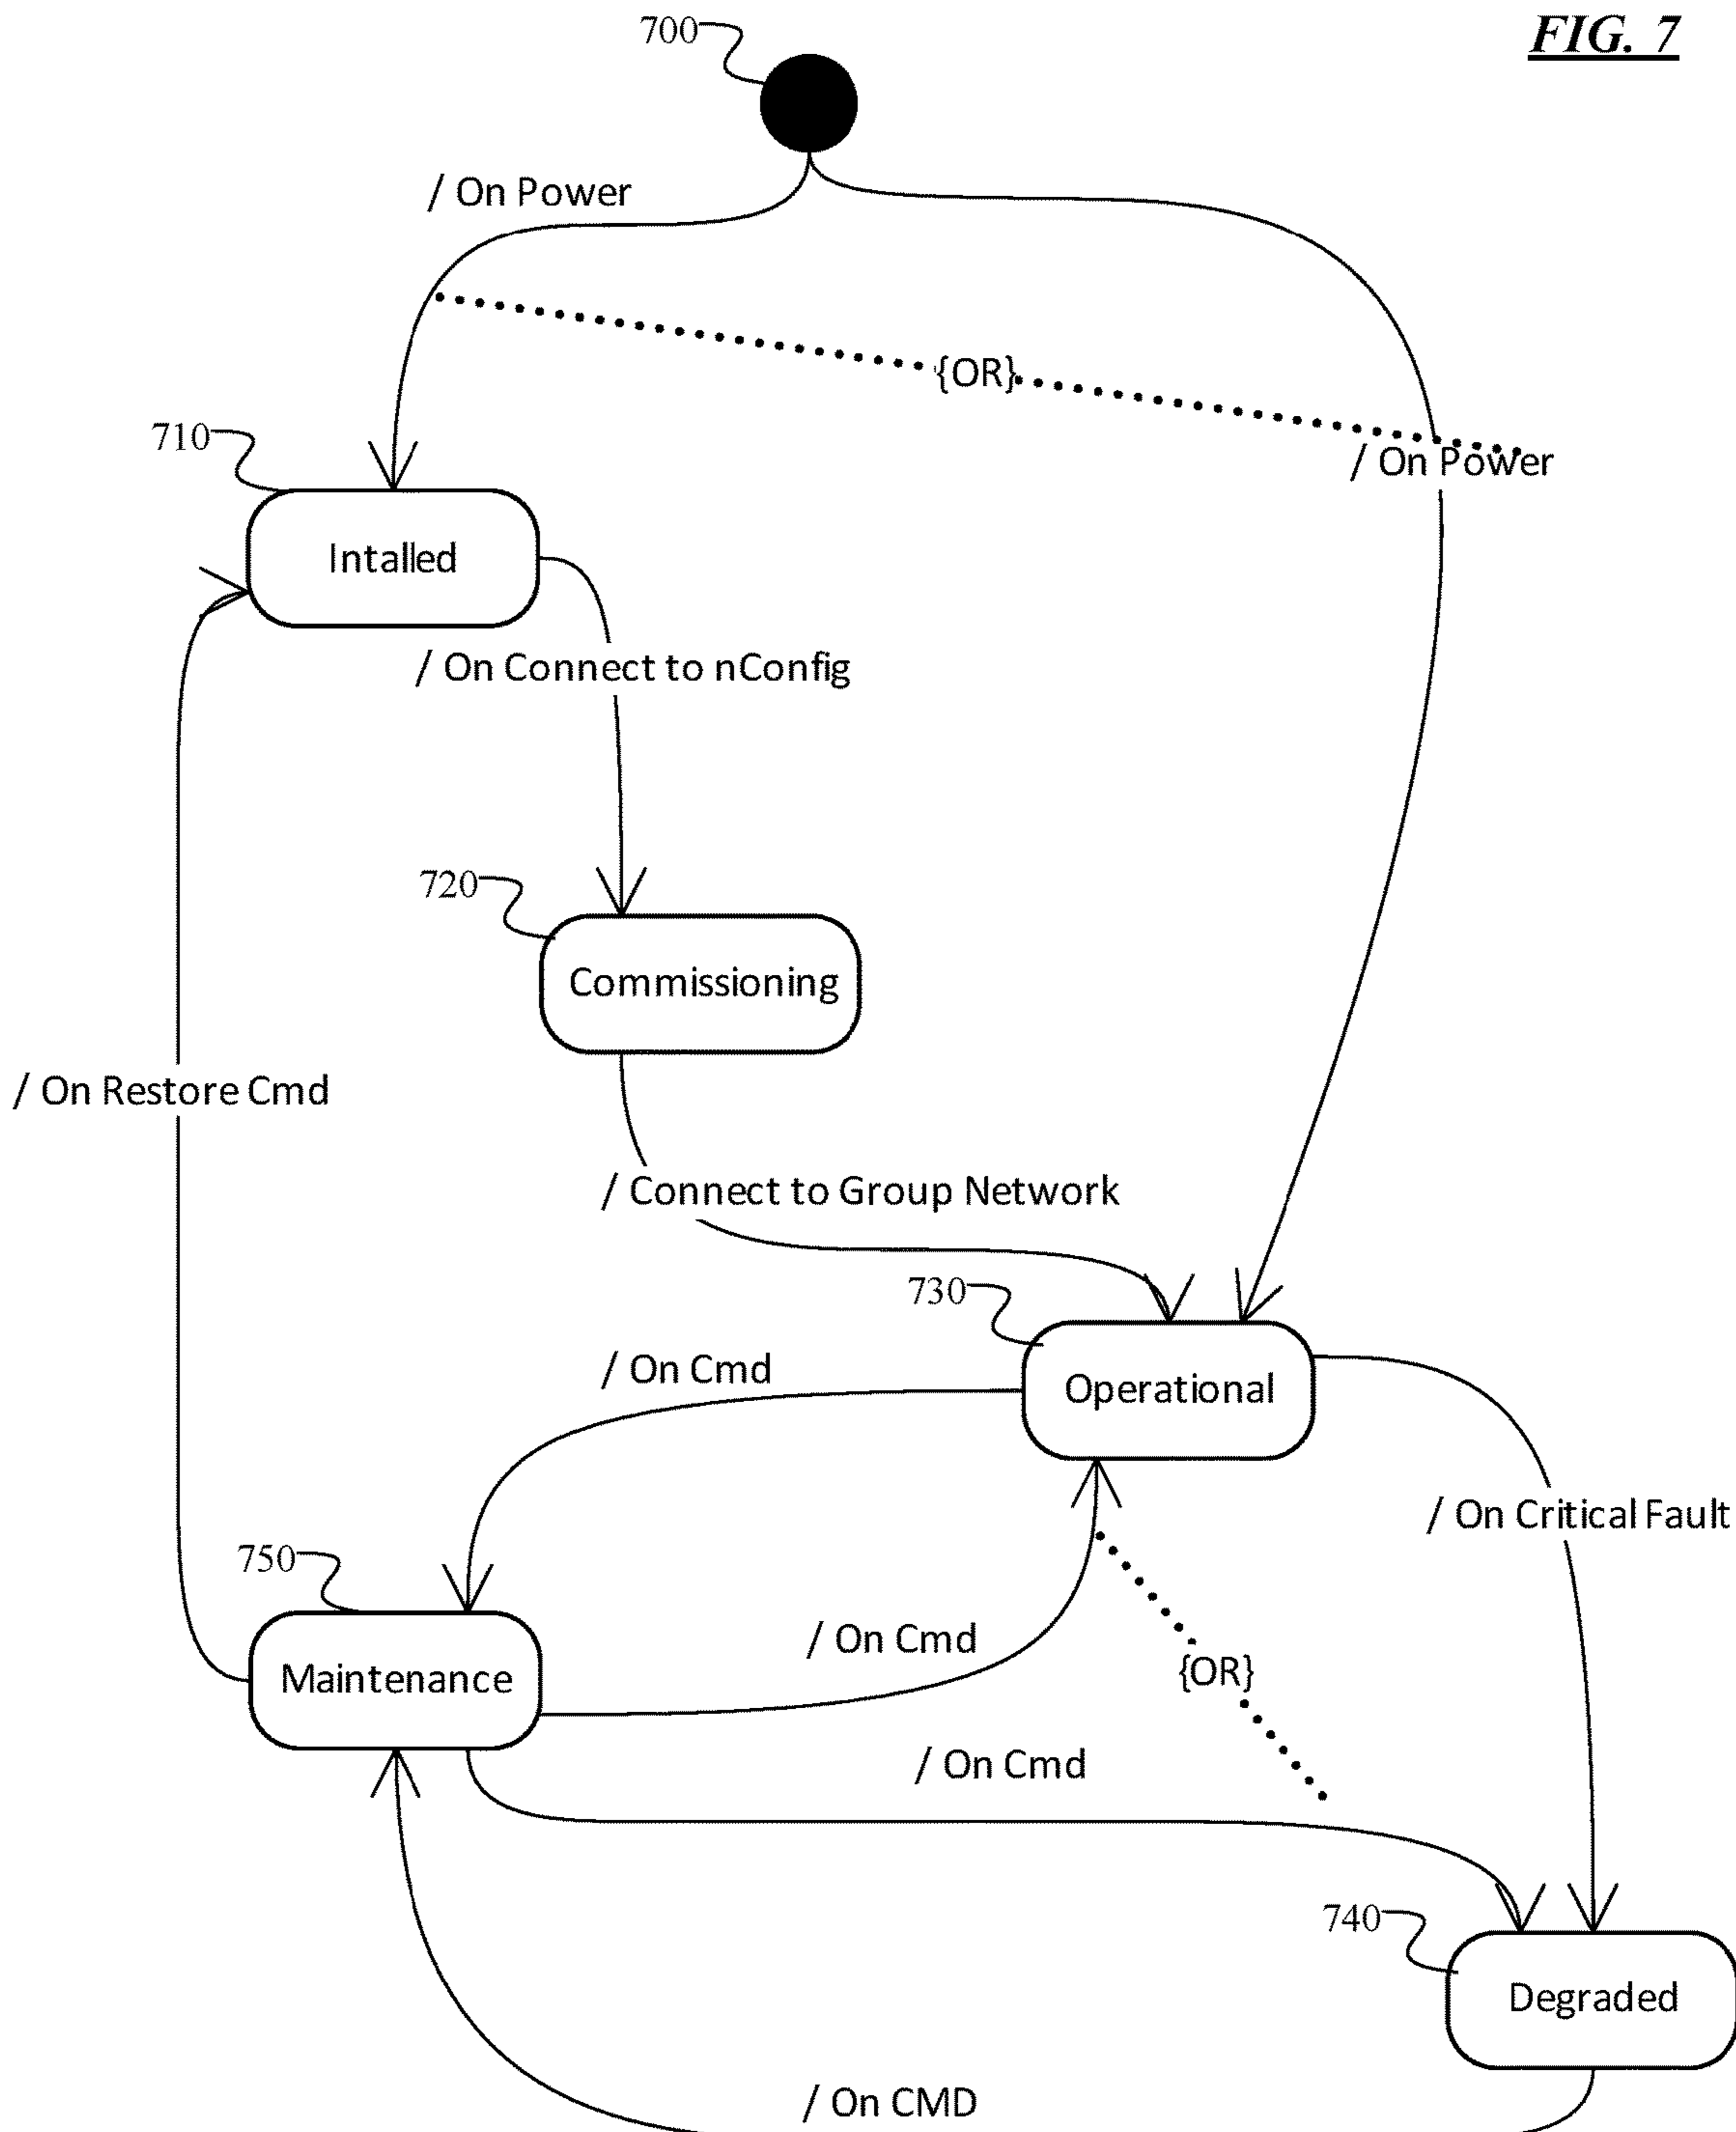 FIG. 7
700
/ On Power
{OR}
/ On Power
710
Intalled
/ On Connect to nConfig
720
Commissioning
/ On Restore Cmd
/ Connect to Group Network
730
/ On Cmd
Operational
/ On Critical Fault
750
/ On Cmd
{OR}
Maintenance
/ On Cmd
740
Degraded
/ On CMD